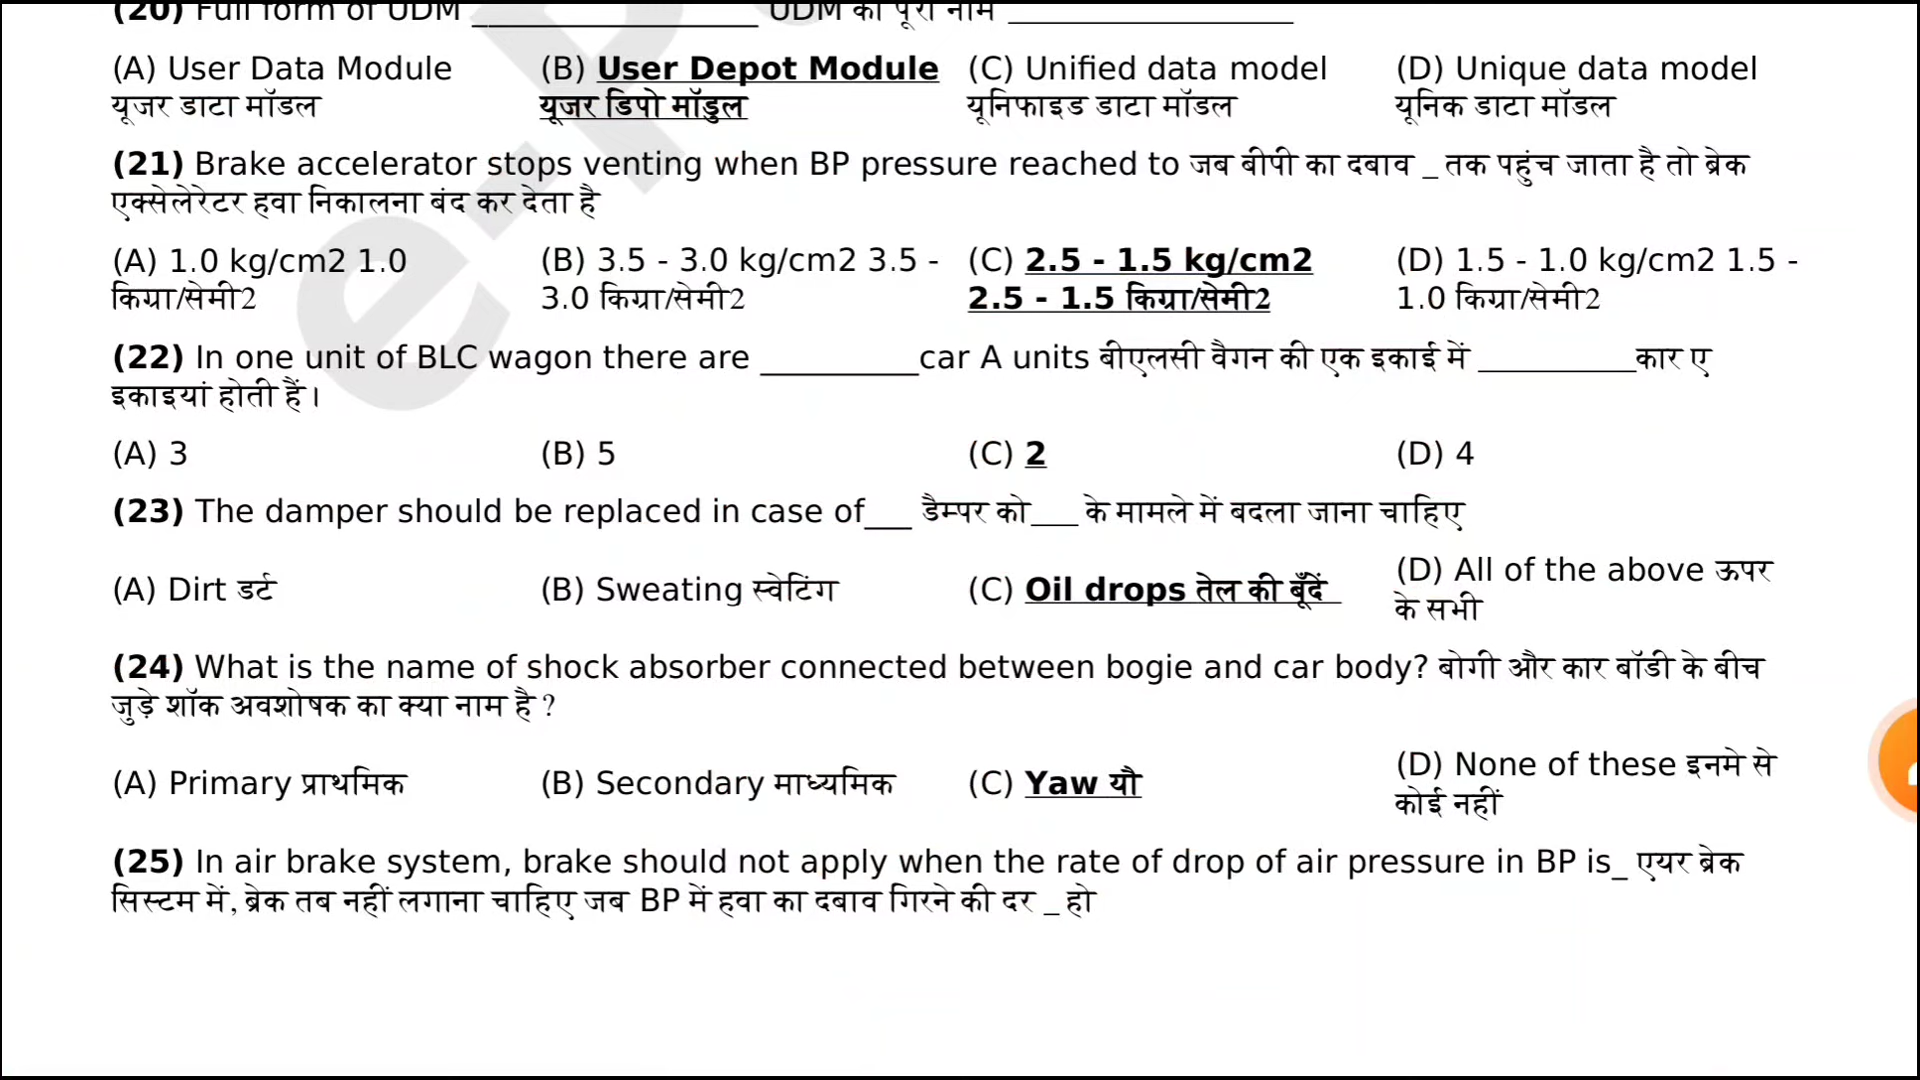 (20) Full form of UDM __________________ UDM का पूरा नाम __________________
(A) User Data Module (B) User Depot Module (C) Unified data model (D) Unique data model
यूजर डाटा मॉडल यूजर डिपो मॉडुल यूनिफाइड डाटा मॉडल यूनिक डाटा मॉडल
(21) Brake accelerator stops venting when BP pressure reached to जब बीपी का दबाव _ तक पहुंच जाता है तो ब्रेक
एक्सेलेरेटर हवा निकालना बंद कर देता है
(A) 1.0 kg/cm2 1.0 (B) 3.5 - 3.0 kg/cm2 3.5 - (C) 2.5 - 1.5 kg/cm2 (D) 1.5 - 1.0 kg/cm2 1.5 -
किग्रा/सेमी2 3.0 किग्रा/सेमी2 2.5 - 1.5 किग्रा/सेमी2 1.0 किग्रा/सेमी2
(22) In one unit of BLC wagon there are __________car A units बीएलसी वैगन की एक इकाई में __________कार ए
इकाइयां होती हैं।
(A) 3 (B) 5 (C) 2 (D) 4
(23) The damper should be replaced in case of___ डैम्पर को___ के मामले में बदला जाना चाहिए
(A) Dirt डर्ट (B) Sweating स्वेटिंग (C) Oil drops तेल की बूँदें (D) All of the above ऊपर
के सभी
(24) What is the name of shock absorber connected between bogie and car body? बोगी और कार बॉडी के बीच
जुड़े शॉक अवशोषक का क्या नाम है ?
(A) Primary प्राथमिक (B) Secondary माध्यमिक (C) Yaw यौ (D) None of these इनमे से
कोई नहीं
(25) In air brake system, brake should not apply when the rate of drop of air pressure in BP is_ एयर ब्रेक
सिस्टम में, ब्रेक तब नहीं लगाना चाहिए जब BP में हवा का दबाव गिरने की दर _ हो